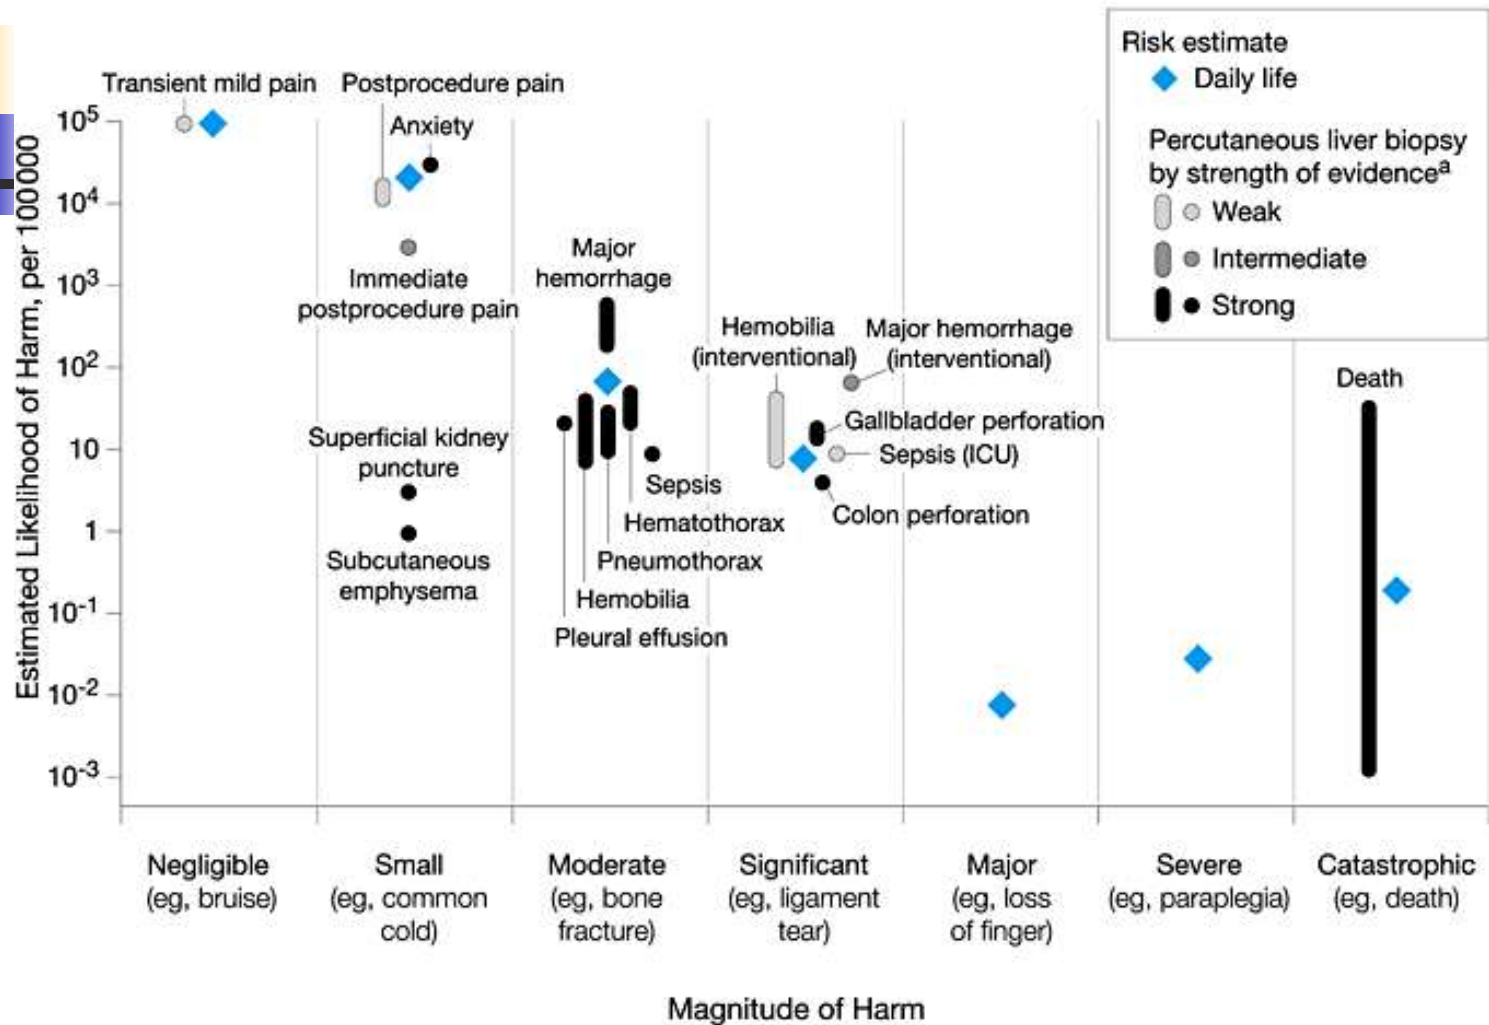 Risk estimate
Daily life
Percutaneous liver biopsy
by strength of evidenceª
Weak
Intermediate
Strong
Estimated Likelihood of Harm, per 100000
10⁵
10⁴
10³
10²
10
1
10⁻¹
10⁻²
10⁻³
Transient mild pain
Postprocedure pain
Anxiety
Immediate
postprocedure pain
Superficial kidney
puncture
Subcutaneous
emphysema
Major
hemorrhage
Sepsis
Hematothorax
Pneumothorax
Hemobilia
Pleural effusion
Hemobilia
(interventional)
Major hemorrhage
(interventional)
Gallbladder perforation
Sepsis (ICU)
Colon perforation
Death
Negligible
(eg, bruise)
Small
(eg, common
cold)
Moderate
(eg, bone
fracture)
Significant
(eg, ligament
tear)
Major
(eg, loss
of finger)
Severe
(eg, paraplegia)
Catastrophic
(eg, death)
Magnitude of Harm